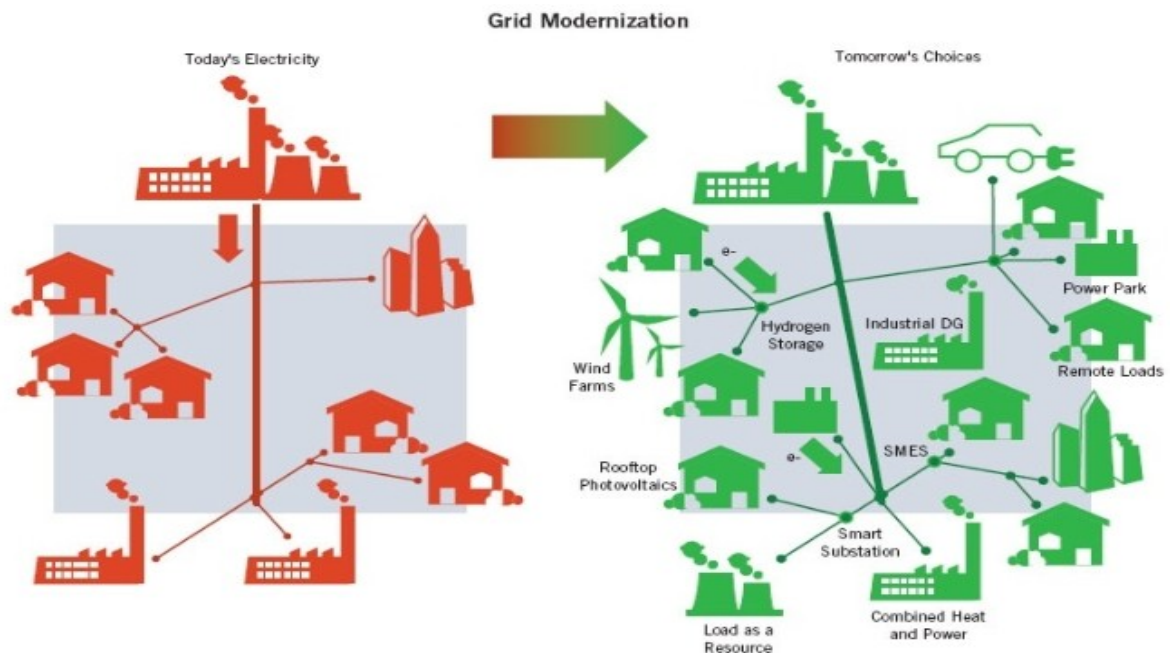 Grid Modernization
Today's Electricity
Tomorrow's Choices
e-
Power Park
Hydrogen
Storage
Industrial DG
Wind
Farms
Remote Loads
SMES
e-
Rooftop
Photovoltaics
Smart
Substation
Combined Heat
and Power
Load as a
Resource